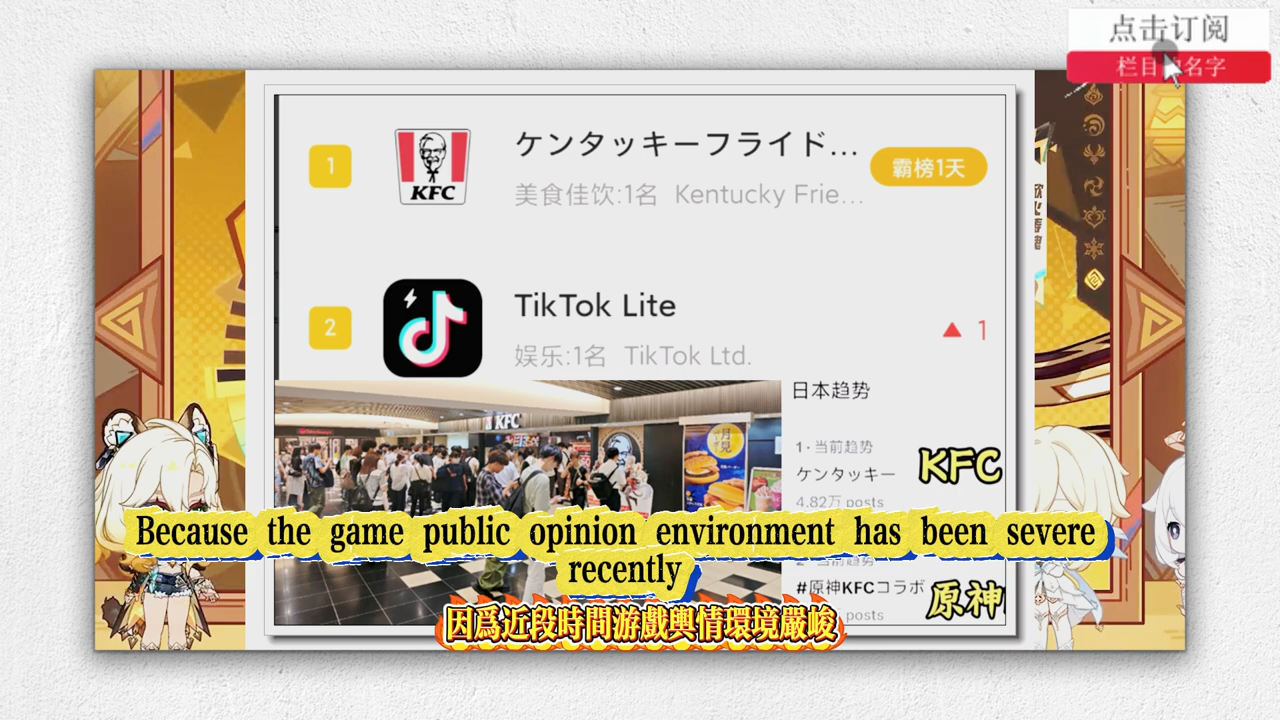 点击订阅
栏目的名字
1
KFC
ケンタッキーフライド...
美食佳饮:1名 Kentucky Frie...
霸榜1天
2
TikTok Lite
娱乐:1名 TikTok Ltd.
1
日本趋势
KFC
1·当前趋势
ケンタッキー
KFC
4.82万 posts
Because the game public opinion environment has been severe
recently
#原神KFCコラボ
原神
posts
因爲近段時間游戲輿情環境嚴峻